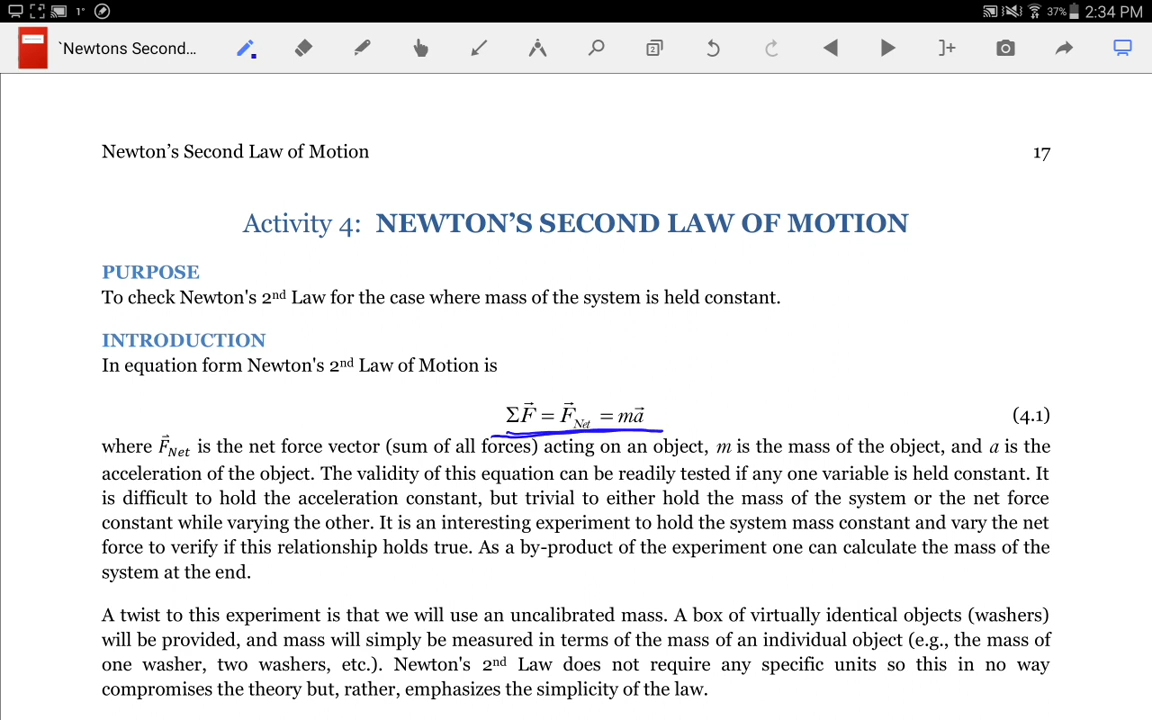 1° 37% 2:34 PM
`Newtons Second... 2 ]+
Newton's Second Law of Motion 17
Activity 4: NEWTON'S SECOND LAW OF MOTION
PURPOSE
To check Newton's 2nd Law for the case where mass of the system is held constant.
INTRODUCTION
In equation form Newton's 2nd Law of Motion is
ΣF⃗ = F⃗Net = ma⃗ (4.1)
where F⃗Net is the net force vector (sum of all forces) acting on an object, m is the mass of the object, and a is the
acceleration of the object. The validity of this equation can be readily tested if any one variable is held constant. It
is difficult to hold the acceleration constant, but trivial to either hold the mass of the system or the net force
constant while varying the other. It is an interesting experiment to hold the system mass constant and vary the net
force to verify if this relationship holds true. As a by-product of the experiment one can calculate the mass of the
system at the end.
A twist to this experiment is that we will use an uncalibrated mass. A box of virtually identical objects (washers)
will be provided, and mass will simply be measured in terms of the mass of an individual object (e.g., the mass of
one washer, two washers, etc.). Newton's 2nd Law does not require any specific units so this in no way
compromises the theory but, rather, emphasizes the simplicity of the law.